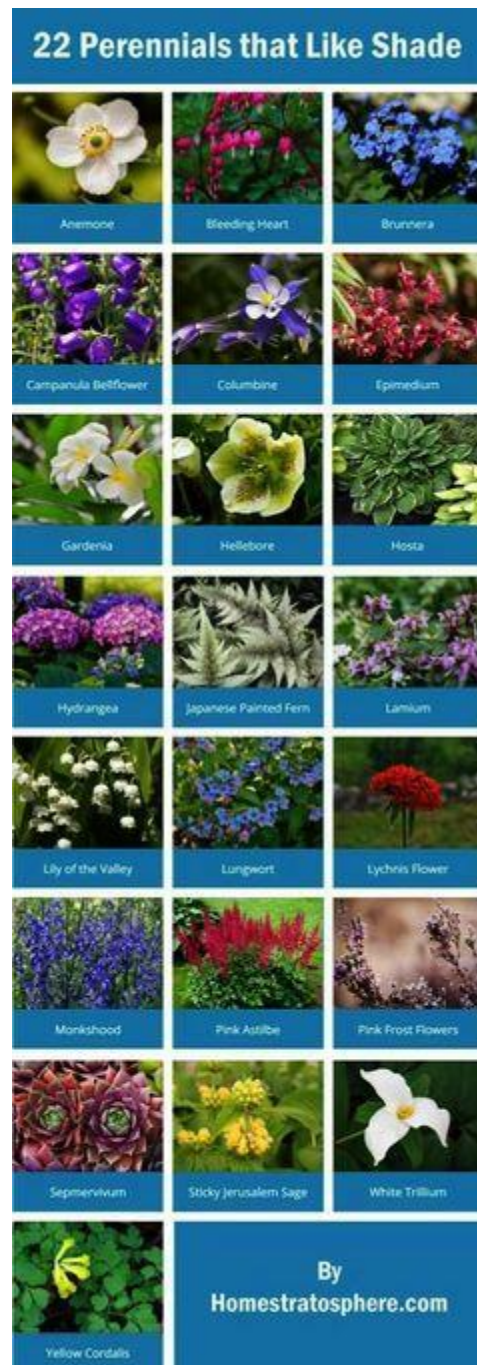 22 Perennials that Like Shade
Anemone
Bleeding Heart
Brunnera
Campanula Bellflower
Columbine
Epimedium
Gardenia
Hellebore
Hosta
Hydrangea
Japanese Painted Fern
Lamium
Lily of the Valley
Lungwort
Lychnis Flower
Monkshood
Pink Astilbe
Pink Frost Flowers
Sepmervivum
Sticky Jerusalem Sage
White Trillium
Yellow Cordalis
By
Homestratosphere.com